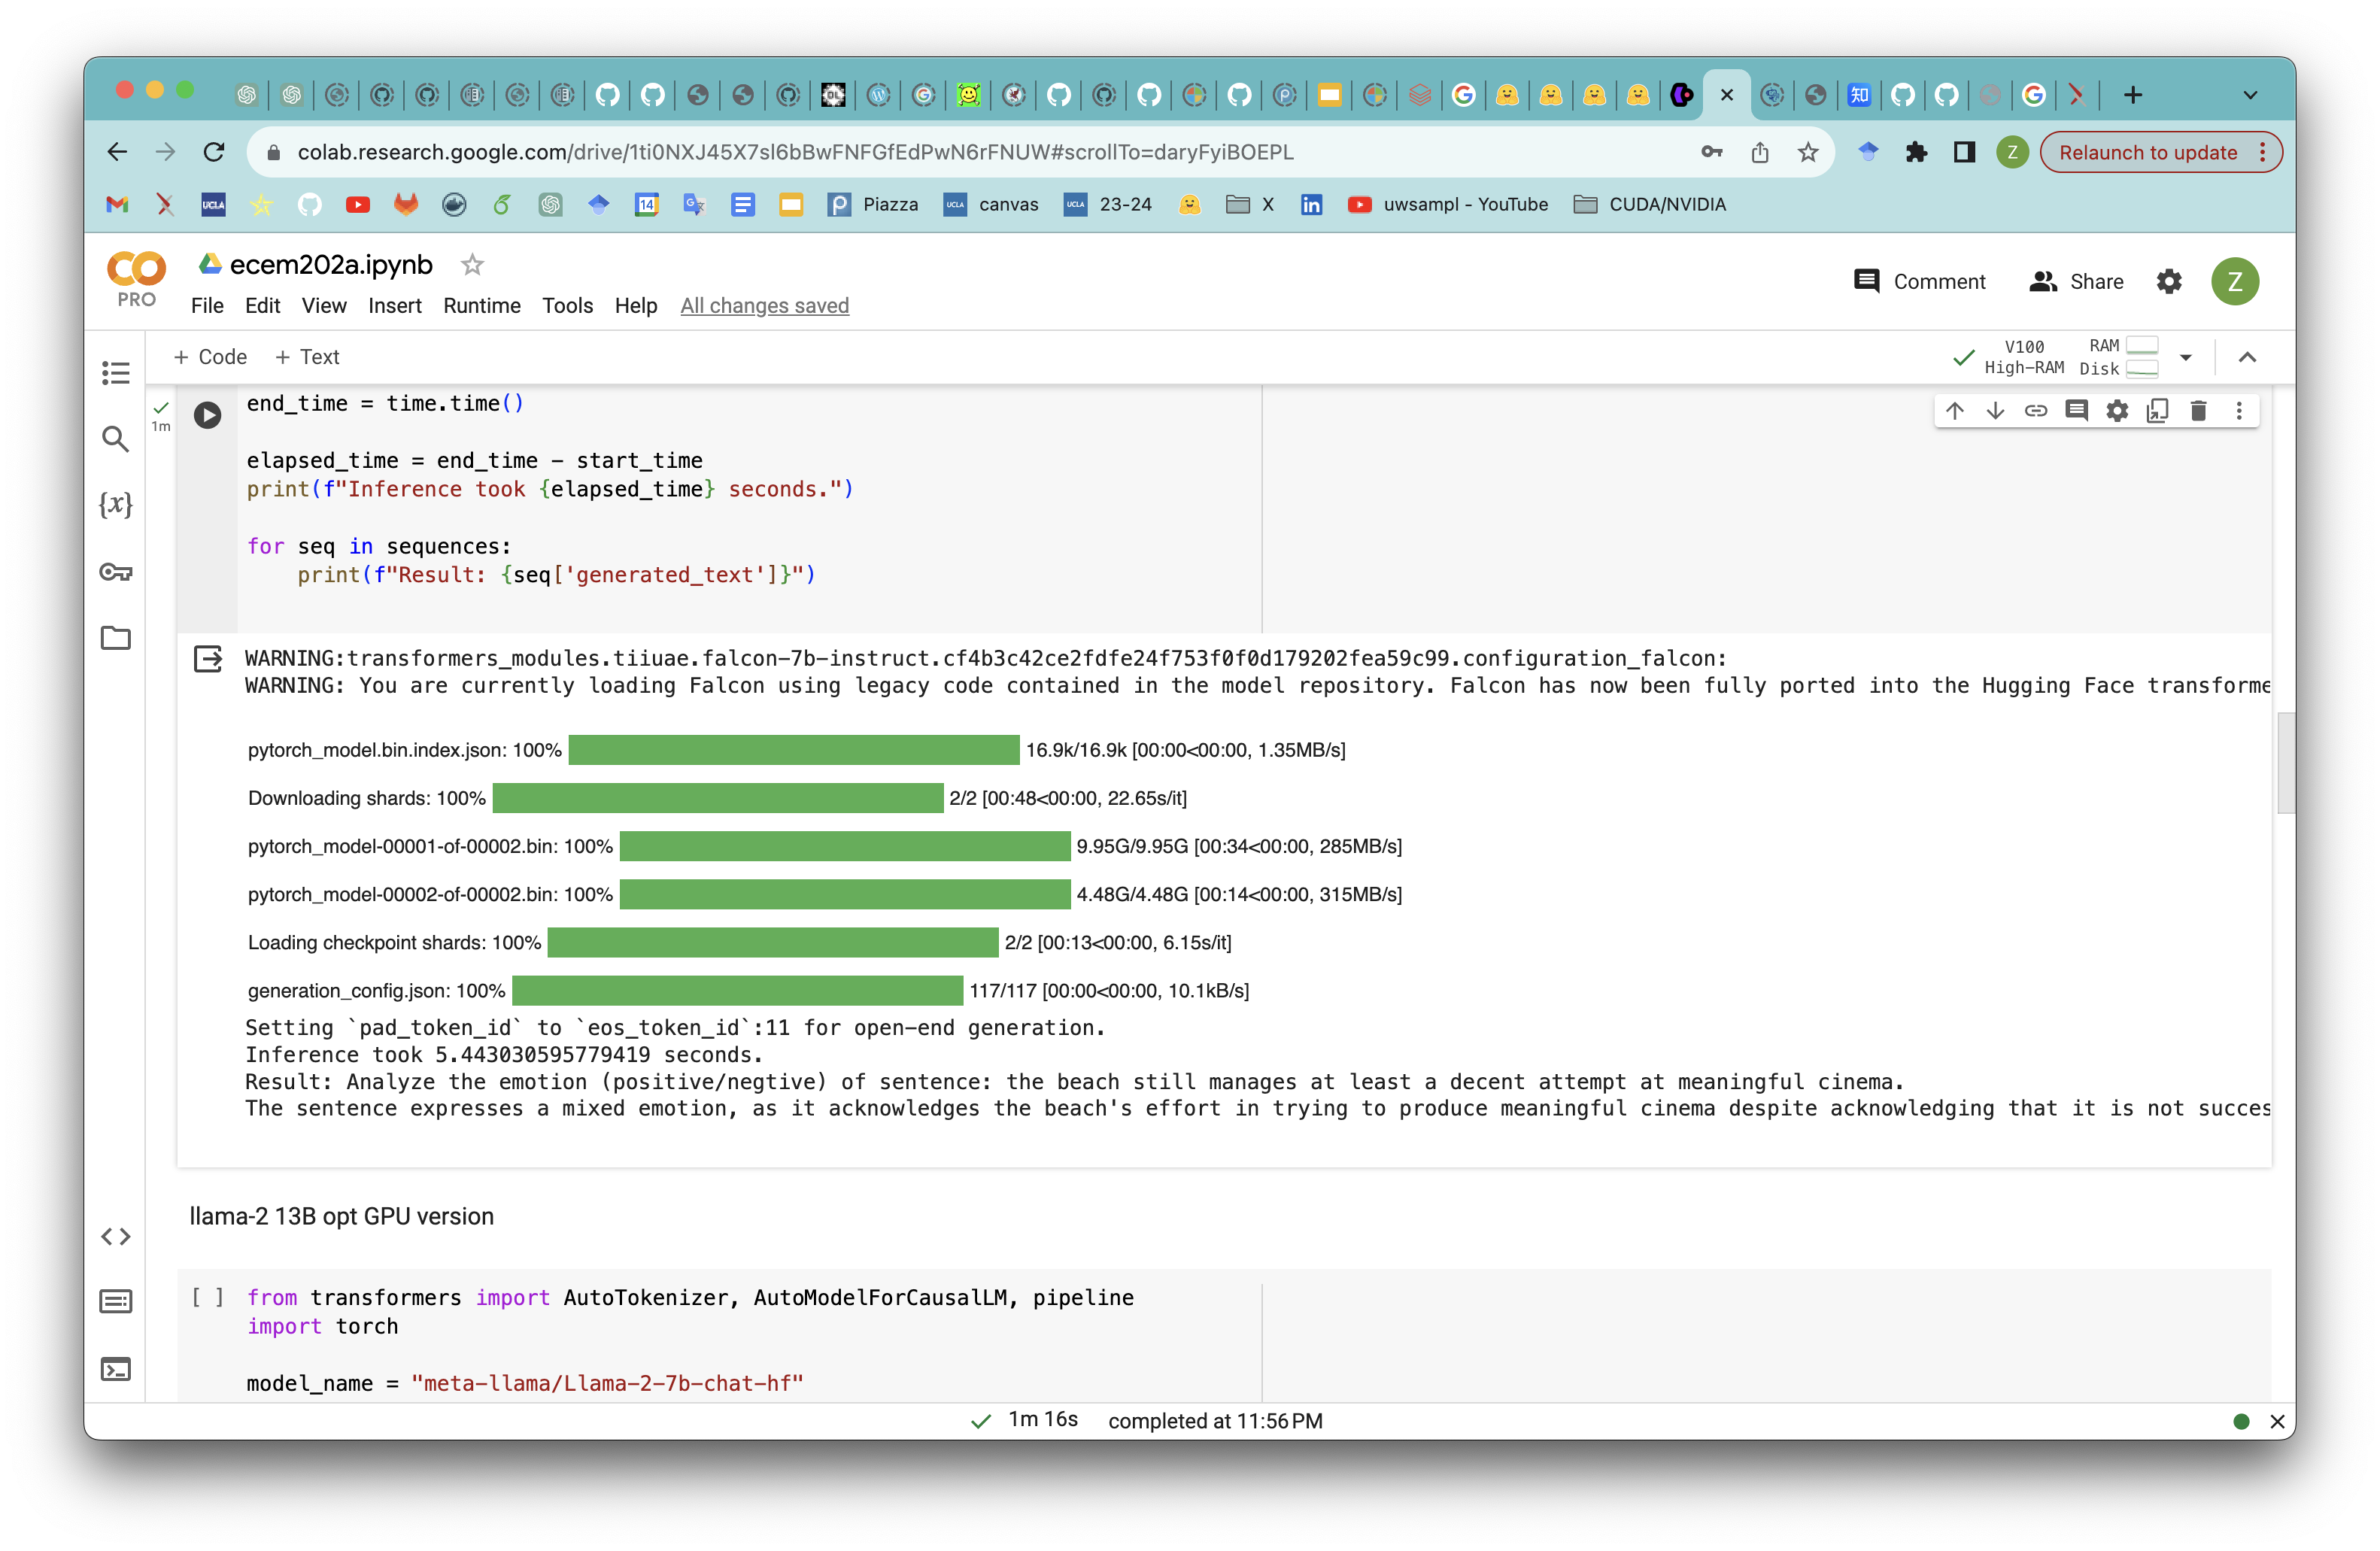 colab.research.google.com/drive/1ti0NXJ45X7sl6bBwFNFGfEdPwN6rFNUW#scrollTo=daryFyiBOEPL
Z
Relaunch to update
UCLA
14
Piazza
UCLA canvas
UCLA 23-24
X
uwsampl - YouTube
CUDA/NVIDIA
PRO
ecem202a.ipynb
Comment
Share
Z
File Edit View Insert Runtime Tools Help All changes saved
+ Code + Text
V100
High-RAM
RAM
Disk
1m
end_time = time.time()
elapsed_time = end_time - start_time
print(f"Inference took {elapsed_time} seconds.")
for seq in sequences:
print(f"Result: {seq['generated_text']}")
WARNING:transformers_modules.tiiuae.falcon-7b-instruct.cf4b3c42ce2fdfe24f753f0f0d179202fea59c99.configuration_falcon:
WARNING: You are currently loading Falcon using legacy code contained in the model repository. Falcon has now been fully ported into the Hugging Face transforme
pytorch_model.bin.index.json: 100% 16.9k/16.9k [00:00<00:00, 1.35MB/s]
Downloading shards: 100% 2/2 [00:48<00:00, 22.65s/it]
pytorch_model-00001-of-00002.bin: 100% 9.95G/9.95G [00:34<00:00, 285MB/s]
pytorch_model-00002-of-00002.bin: 100% 4.48G/4.48G [00:14<00:00, 315MB/s]
Loading checkpoint shards: 100% 2/2 [00:13<00:00, 6.15s/it]
generation_config.json: 100% 117/117 [00:00<00:00, 10.1kB/s]
Setting `pad_token_id` to `eos_token_id`:11 for open-end generation.
Inference took 5.443030595779419 seconds.
Result: Analyze the emotion (positive/negtive) of sentence: the beach still manages at least a decent attempt at meaningful cinema.
The sentence expresses a mixed emotion, as it acknowledges the beach's effort in trying to produce meaningful cinema despite acknowledging that it is not succes
llama-2 13B opt GPU version
[ ] from transformers import AutoTokenizer, AutoModelForCausalLM, pipeline
import torch
model_name = "meta-llama/Llama-2-7b-chat-hf"
1m 16s completed at 11:56 PM